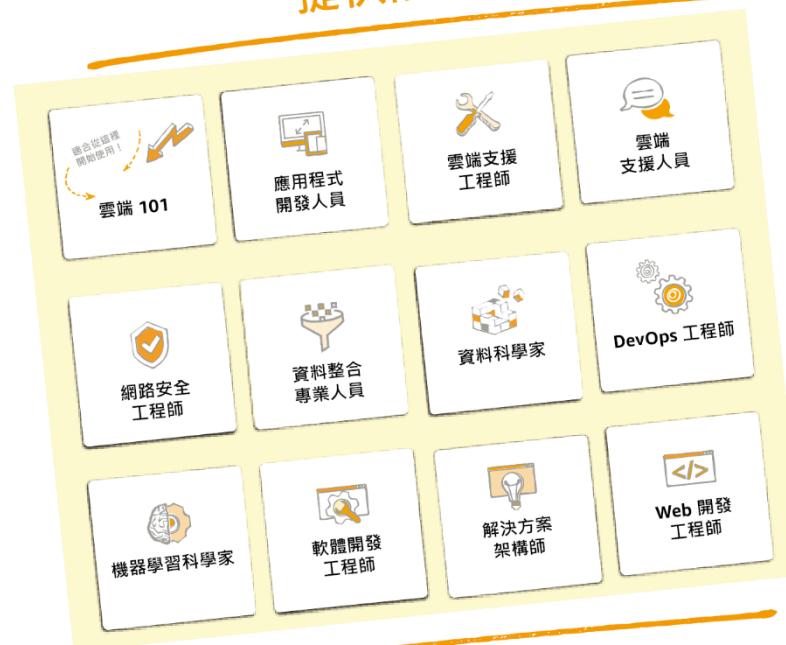 適合從這裡
開始使用！
雲端 101
應用程式
開發人員
雲端支援
工程師
雲端
支援人員
網路安全
工程師
資料整合
專業人員
資料科學家
DevOps 工程師
機器學習科學家
軟體開發
工程師
解決方案
架構師
</>
Web 開發
工程師